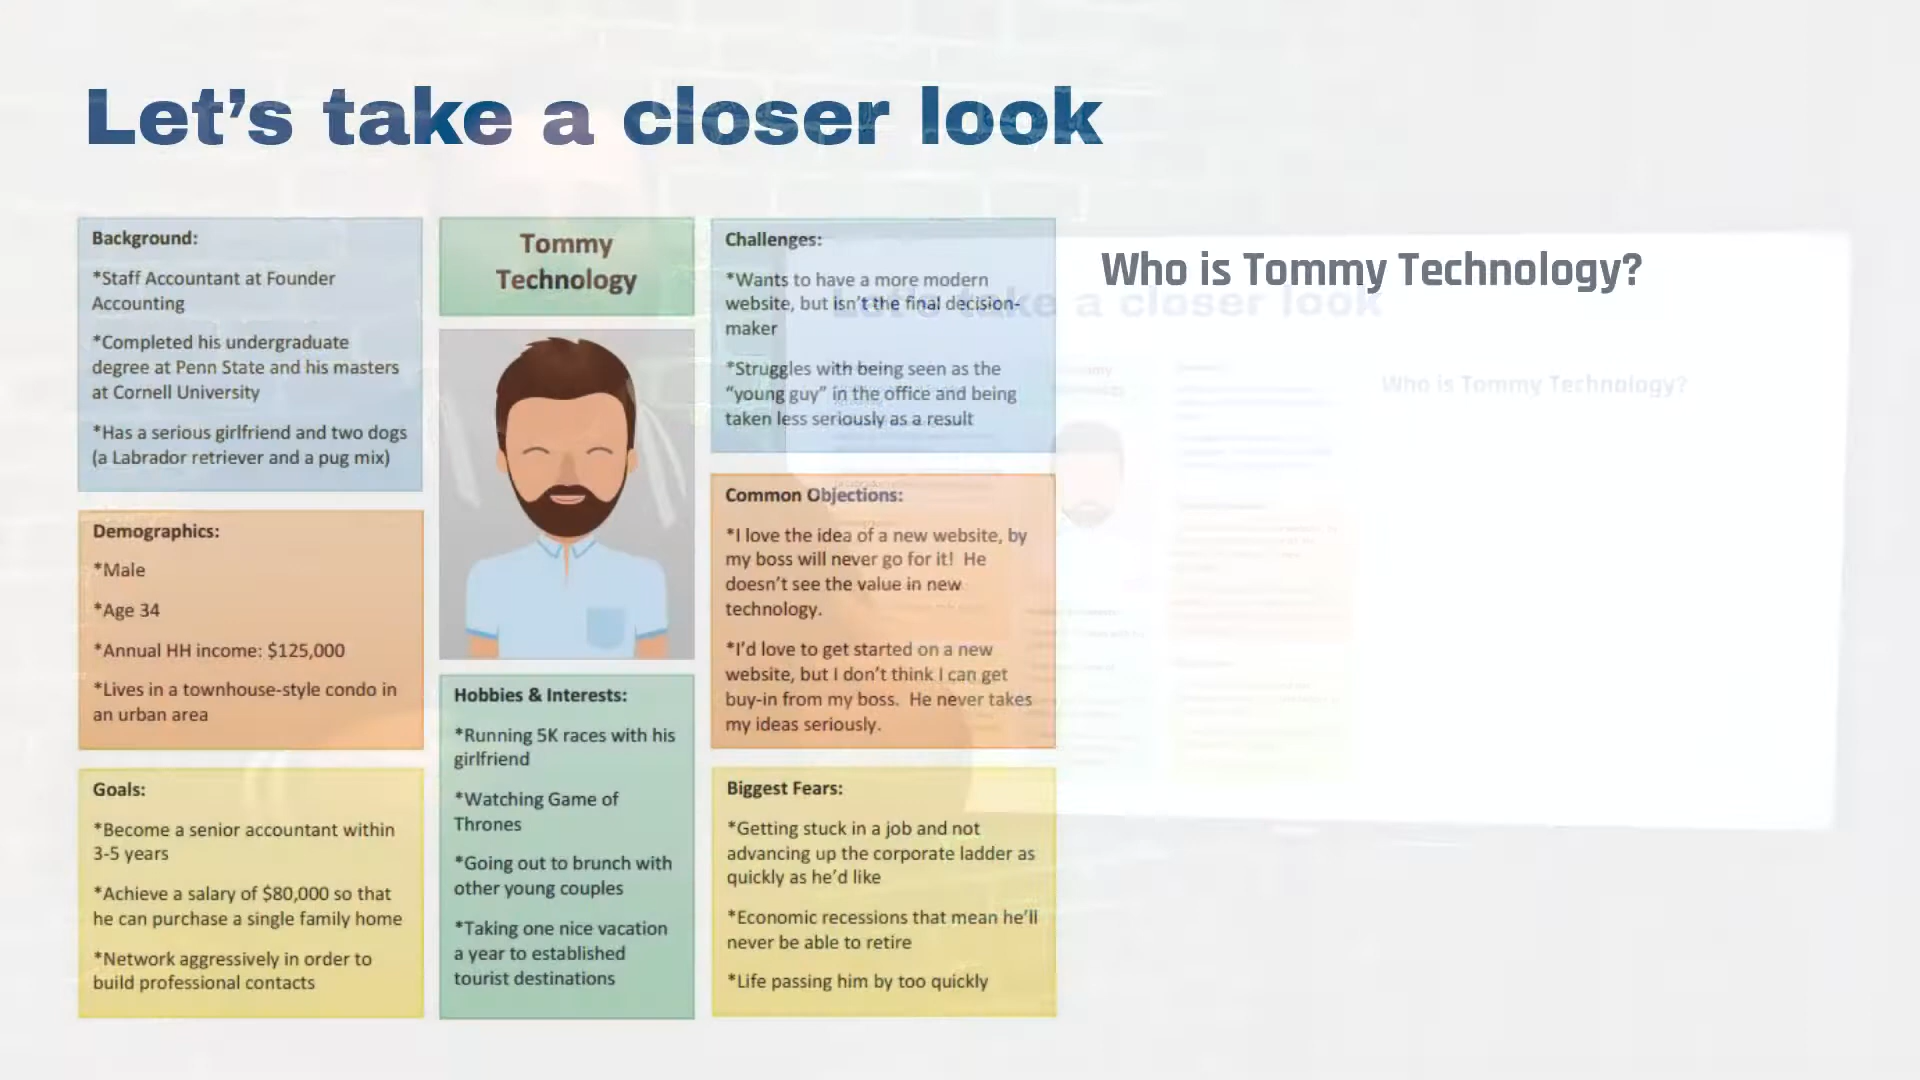 Let's take a closer look
Background:
*Staff Accountant at Founder
Accounting
*Completed his undergraduate
degree at Penn State and his masters
at Cornell University
*Has a serious girlfriend and two dogs
(a Labrador retriever and a pug mix)
Demographics:
*Male
*Age 34
*Annual HH income: $125,000
*Lives in a townhouse-style condo in
an urban area
Goals:
*Become a senior accountant within
3-5 years
*Achieve a salary of $80,000 so that
he can purchase a single family home
*Network aggressively in order to
build professional contacts
Tommy
Technology
Hobbies & Interests:
*Running 5K races with his
girlfriend
*Watching Game of
Thrones
*Going out to brunch with
other young couples
*Taking one nice vacation
a year to established
tourist destinations
Challenges:
*Wants to have a more modern
website, but isn't the final decision-
maker
*Struggles with being seen as the
“young guy” in the office and being
taken less seriously as a result
Common Objections:
*I love the idea of a new website, by
my boss will never go for it!  He
doesn't see the value in new
technology.
*I'd love to get started on a new
website, but I don't think I can get
buy-in from my boss.  He never takes
my ideas seriously.
Biggest Fears:
*Getting stuck in a job and not
advancing up the corporate ladder as
quickly as he'd like
*Economic recessions that mean he'll
never be able to retire
*Life passing him by too quickly
Who is Tommy Technology?
Let's take a closer look
Who is Tommy Technology?